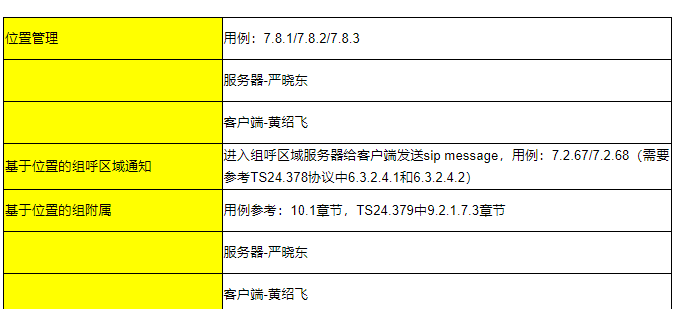 位置管理
用例：7.8.1/7.8.2/7.8.3
服务器-严晓东
客户端-黄绍飞
基于位置的组呼区域通知
进入组呼区域服务器给客户端发送sip message，用例：7.2.67/7.2.68（需要
参考TS24.378协议中6.3.2.4.1和6.3.2.4.2）
基于位置的组附属
用例参考：10.1章节，TS24.379中9.2.1.7.3章节
服务器-严晓东
客户端-黄绍飞